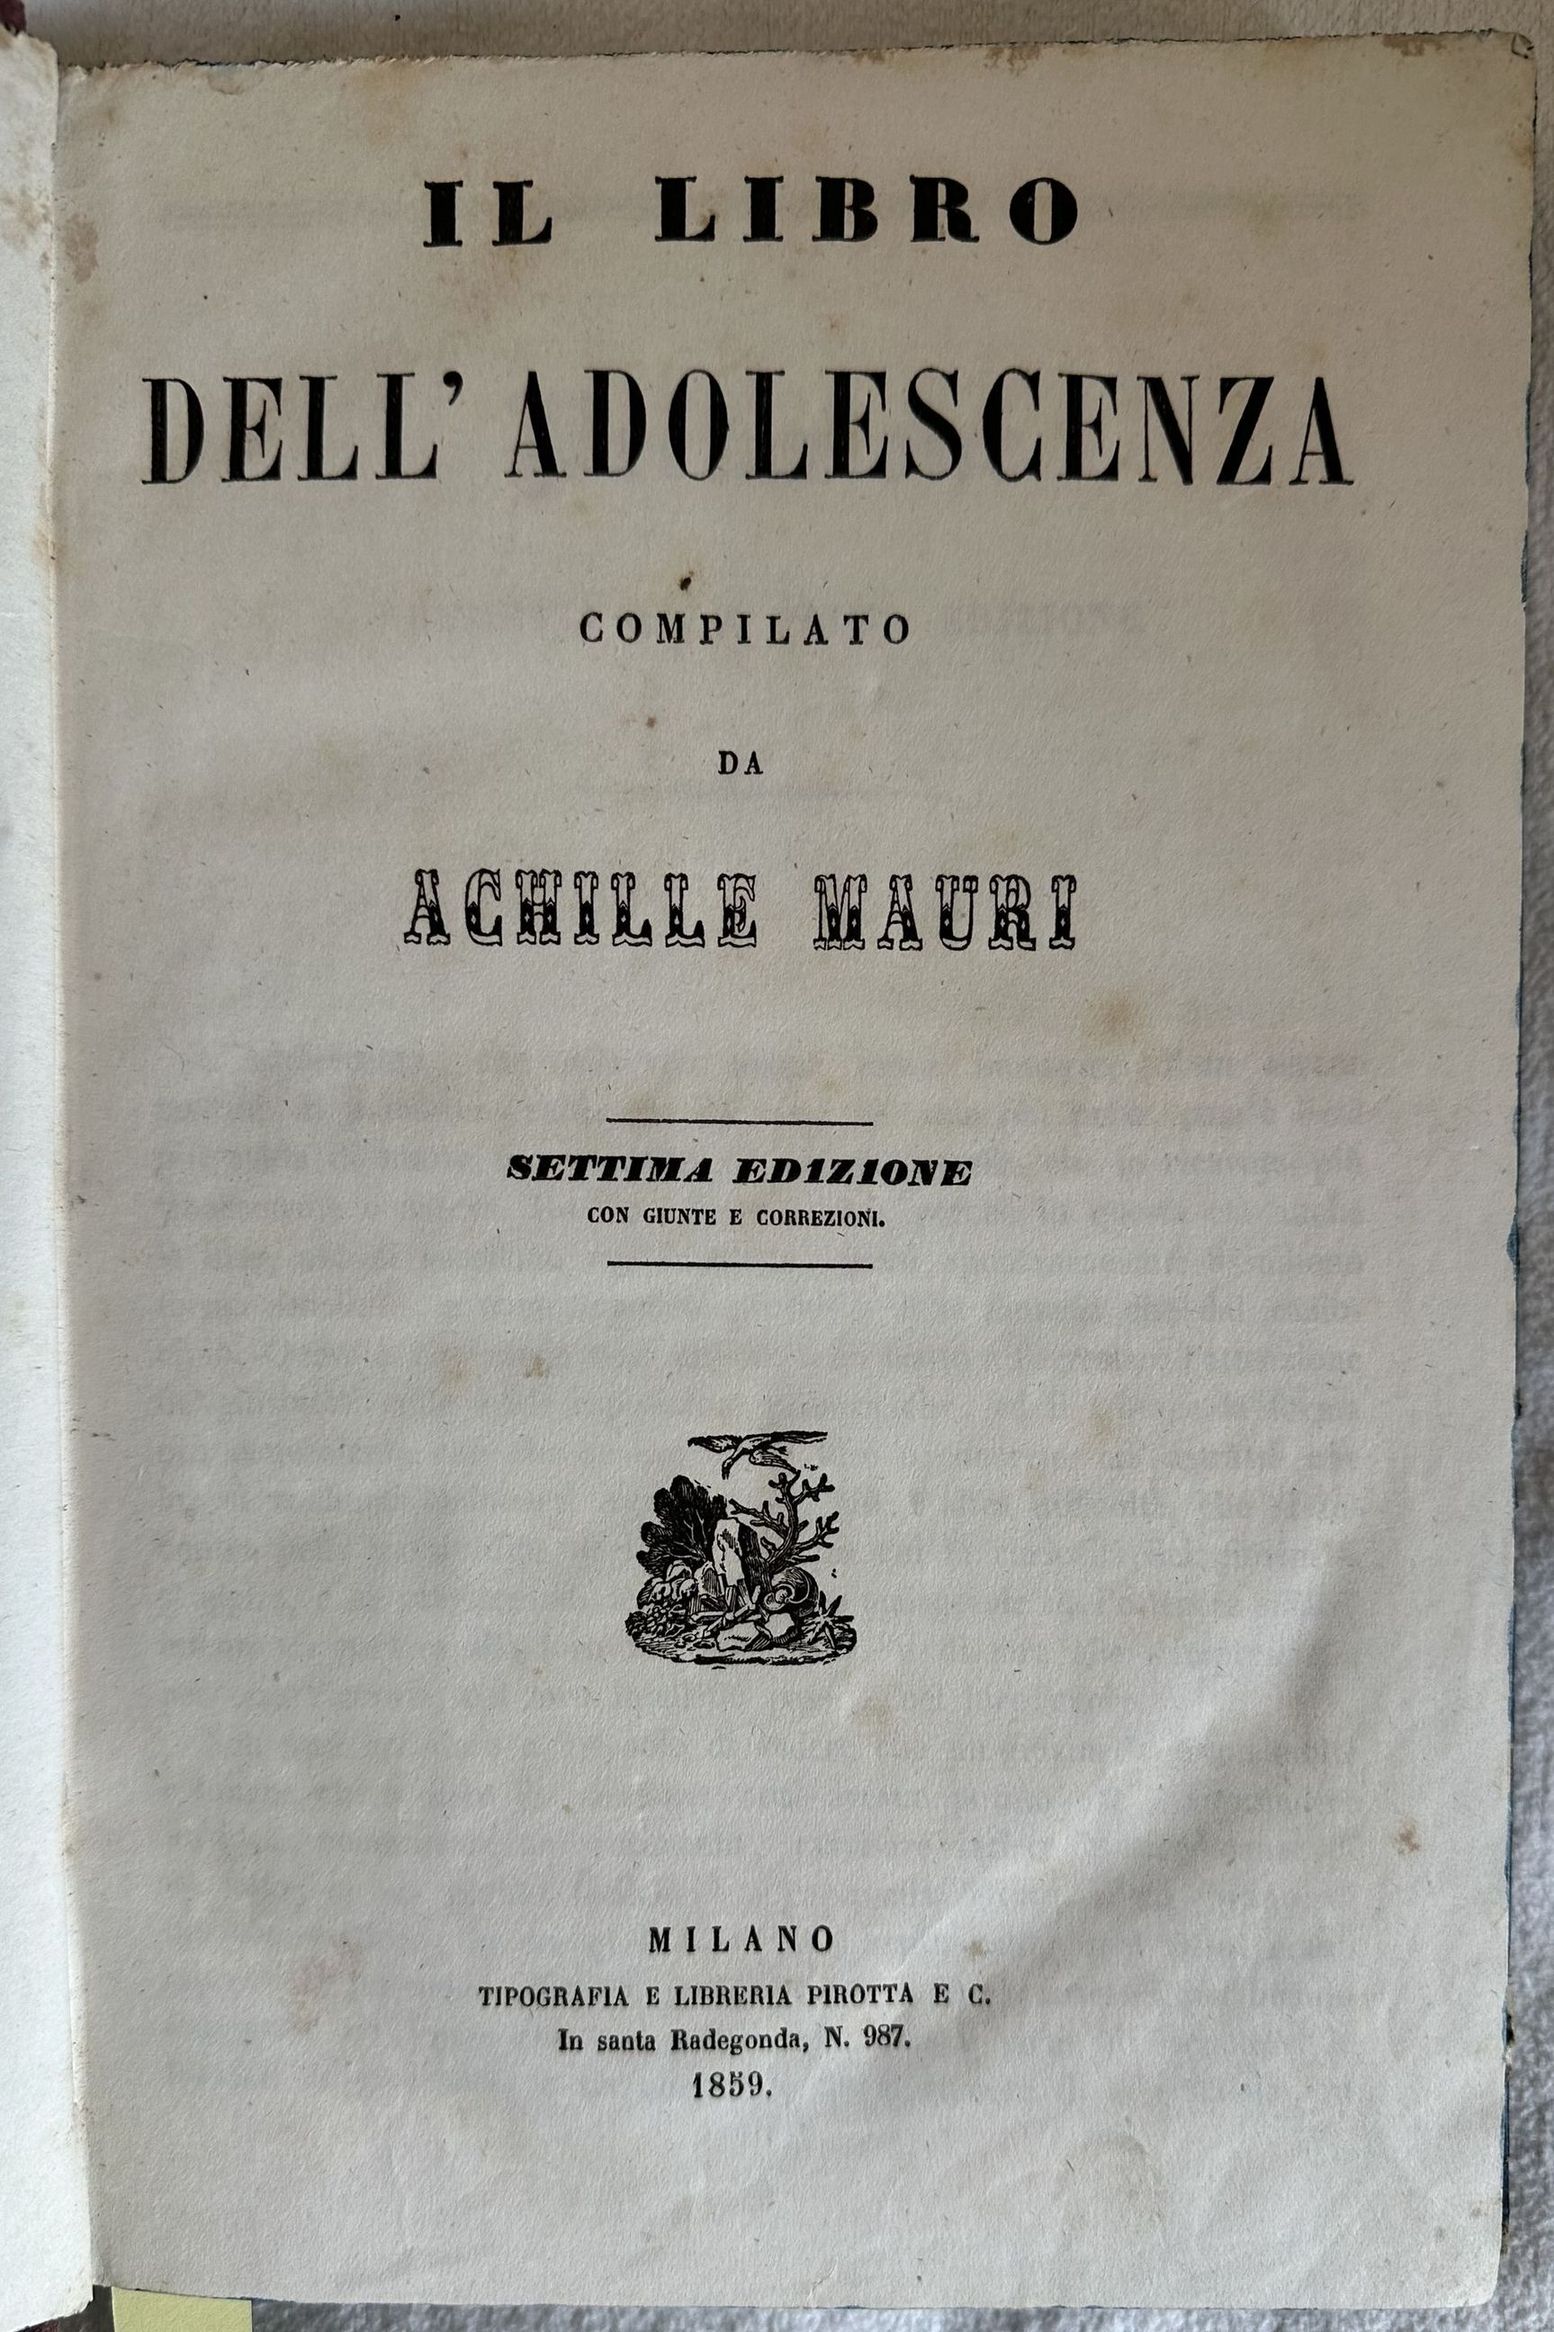 IL LIBRO
DELL' ADOLESCENZA
COMPILATO
DA
ACHILLE MAURI
SETTIMA EDIZIONE
CON GIUNTE E CORREZIONI.
MILANO
TIPOGRAFIA E LIBRERIA PIROTTA E C.
In santa Radegonda, N. 987.
1859.